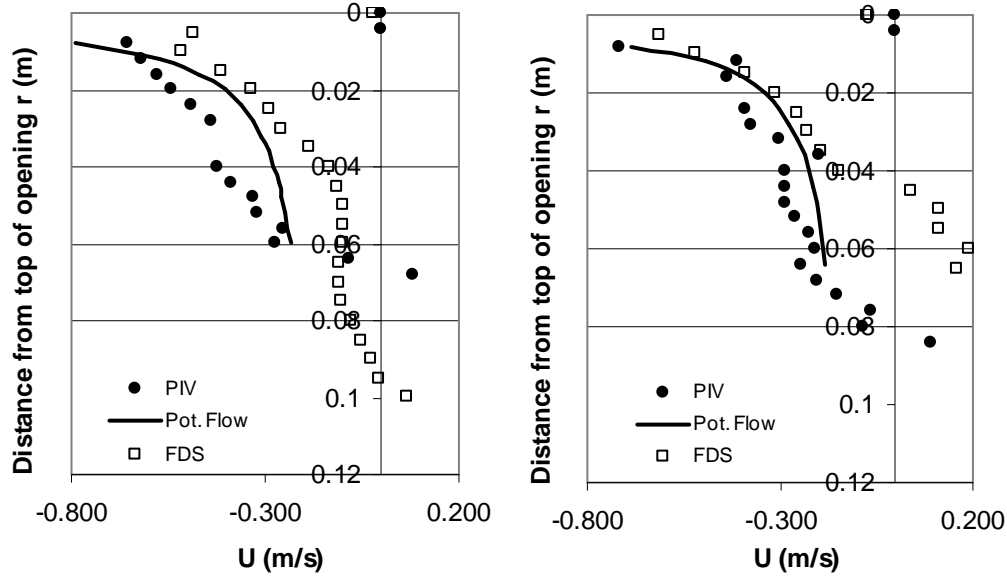 Distance from top of opening r (m)
0
0.02
0.04
0.06
0.08
0.1
0.12
PIV
Pot. Flow
FDS
-0.800
-0.300
0.200
U (m/s)
Distance from top of opening r (m)
0
0.02
0.04
0.06
0.08
0.1
0.12
PIV
Pot. Flow
FDS
-0.800
-0.300
0.200
U (m/s)